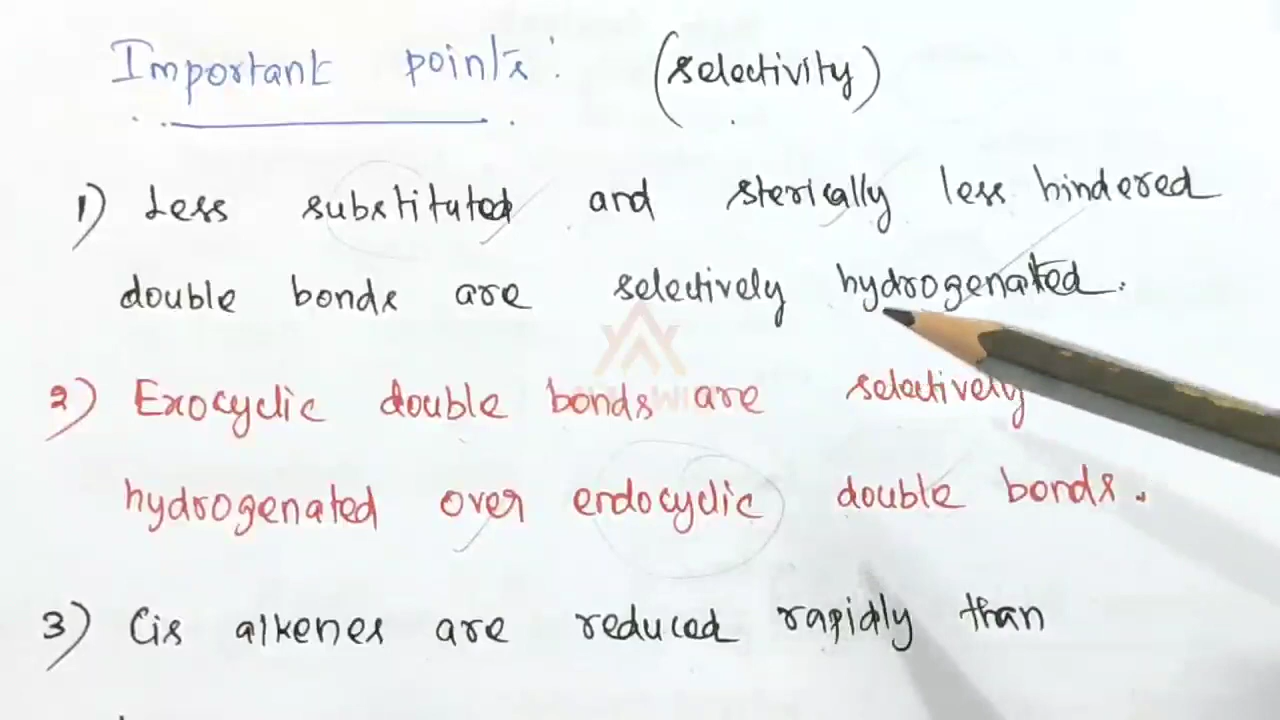 Important points: (selectivity)
1) Less substituted and sterically less hindered
double bonds are selectively hydrogenated.
2) Exocyclic double bonds are selectively
hydrogenated over endocyclic double bonds.
3) Cis alkenes are reduced rapidly than